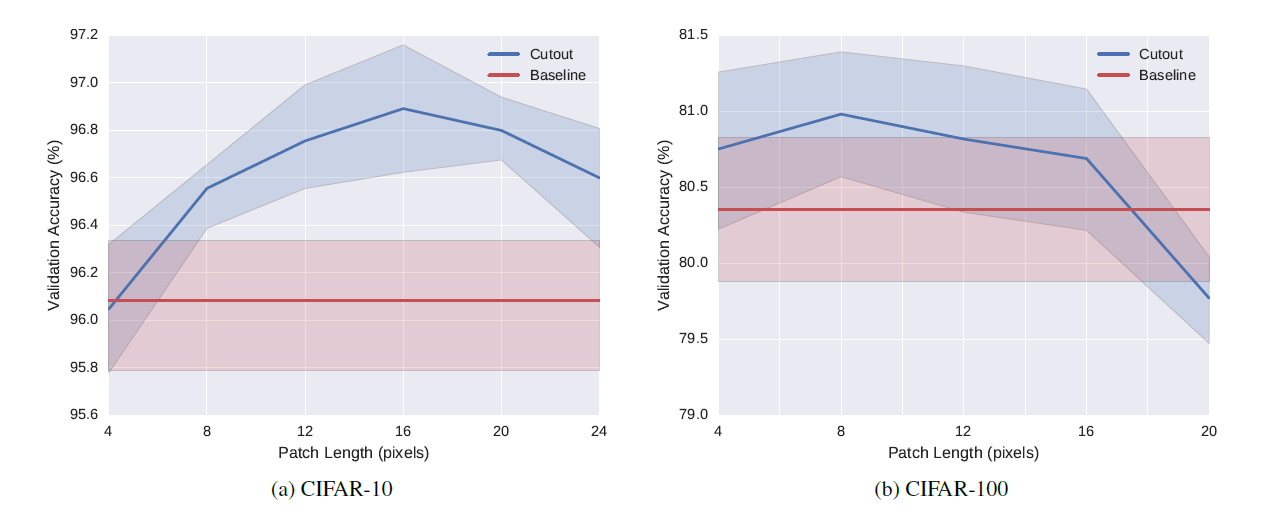 97.2
97.0
96.8
96.6
96.4
96.2
96.0
95.8
95.6
Validation Accuracy (%)
Cutout
Baseline
4 8 12 16 20 24
Patch Length (pixels)
(a) CIFAR-10
81.5
81.0
80.5
80.0
79.5
79.0
Validation Accuracy (%)
Cutout
Baseline
4 8 12 16 20
Patch Length (pixels)
(b) CIFAR-100